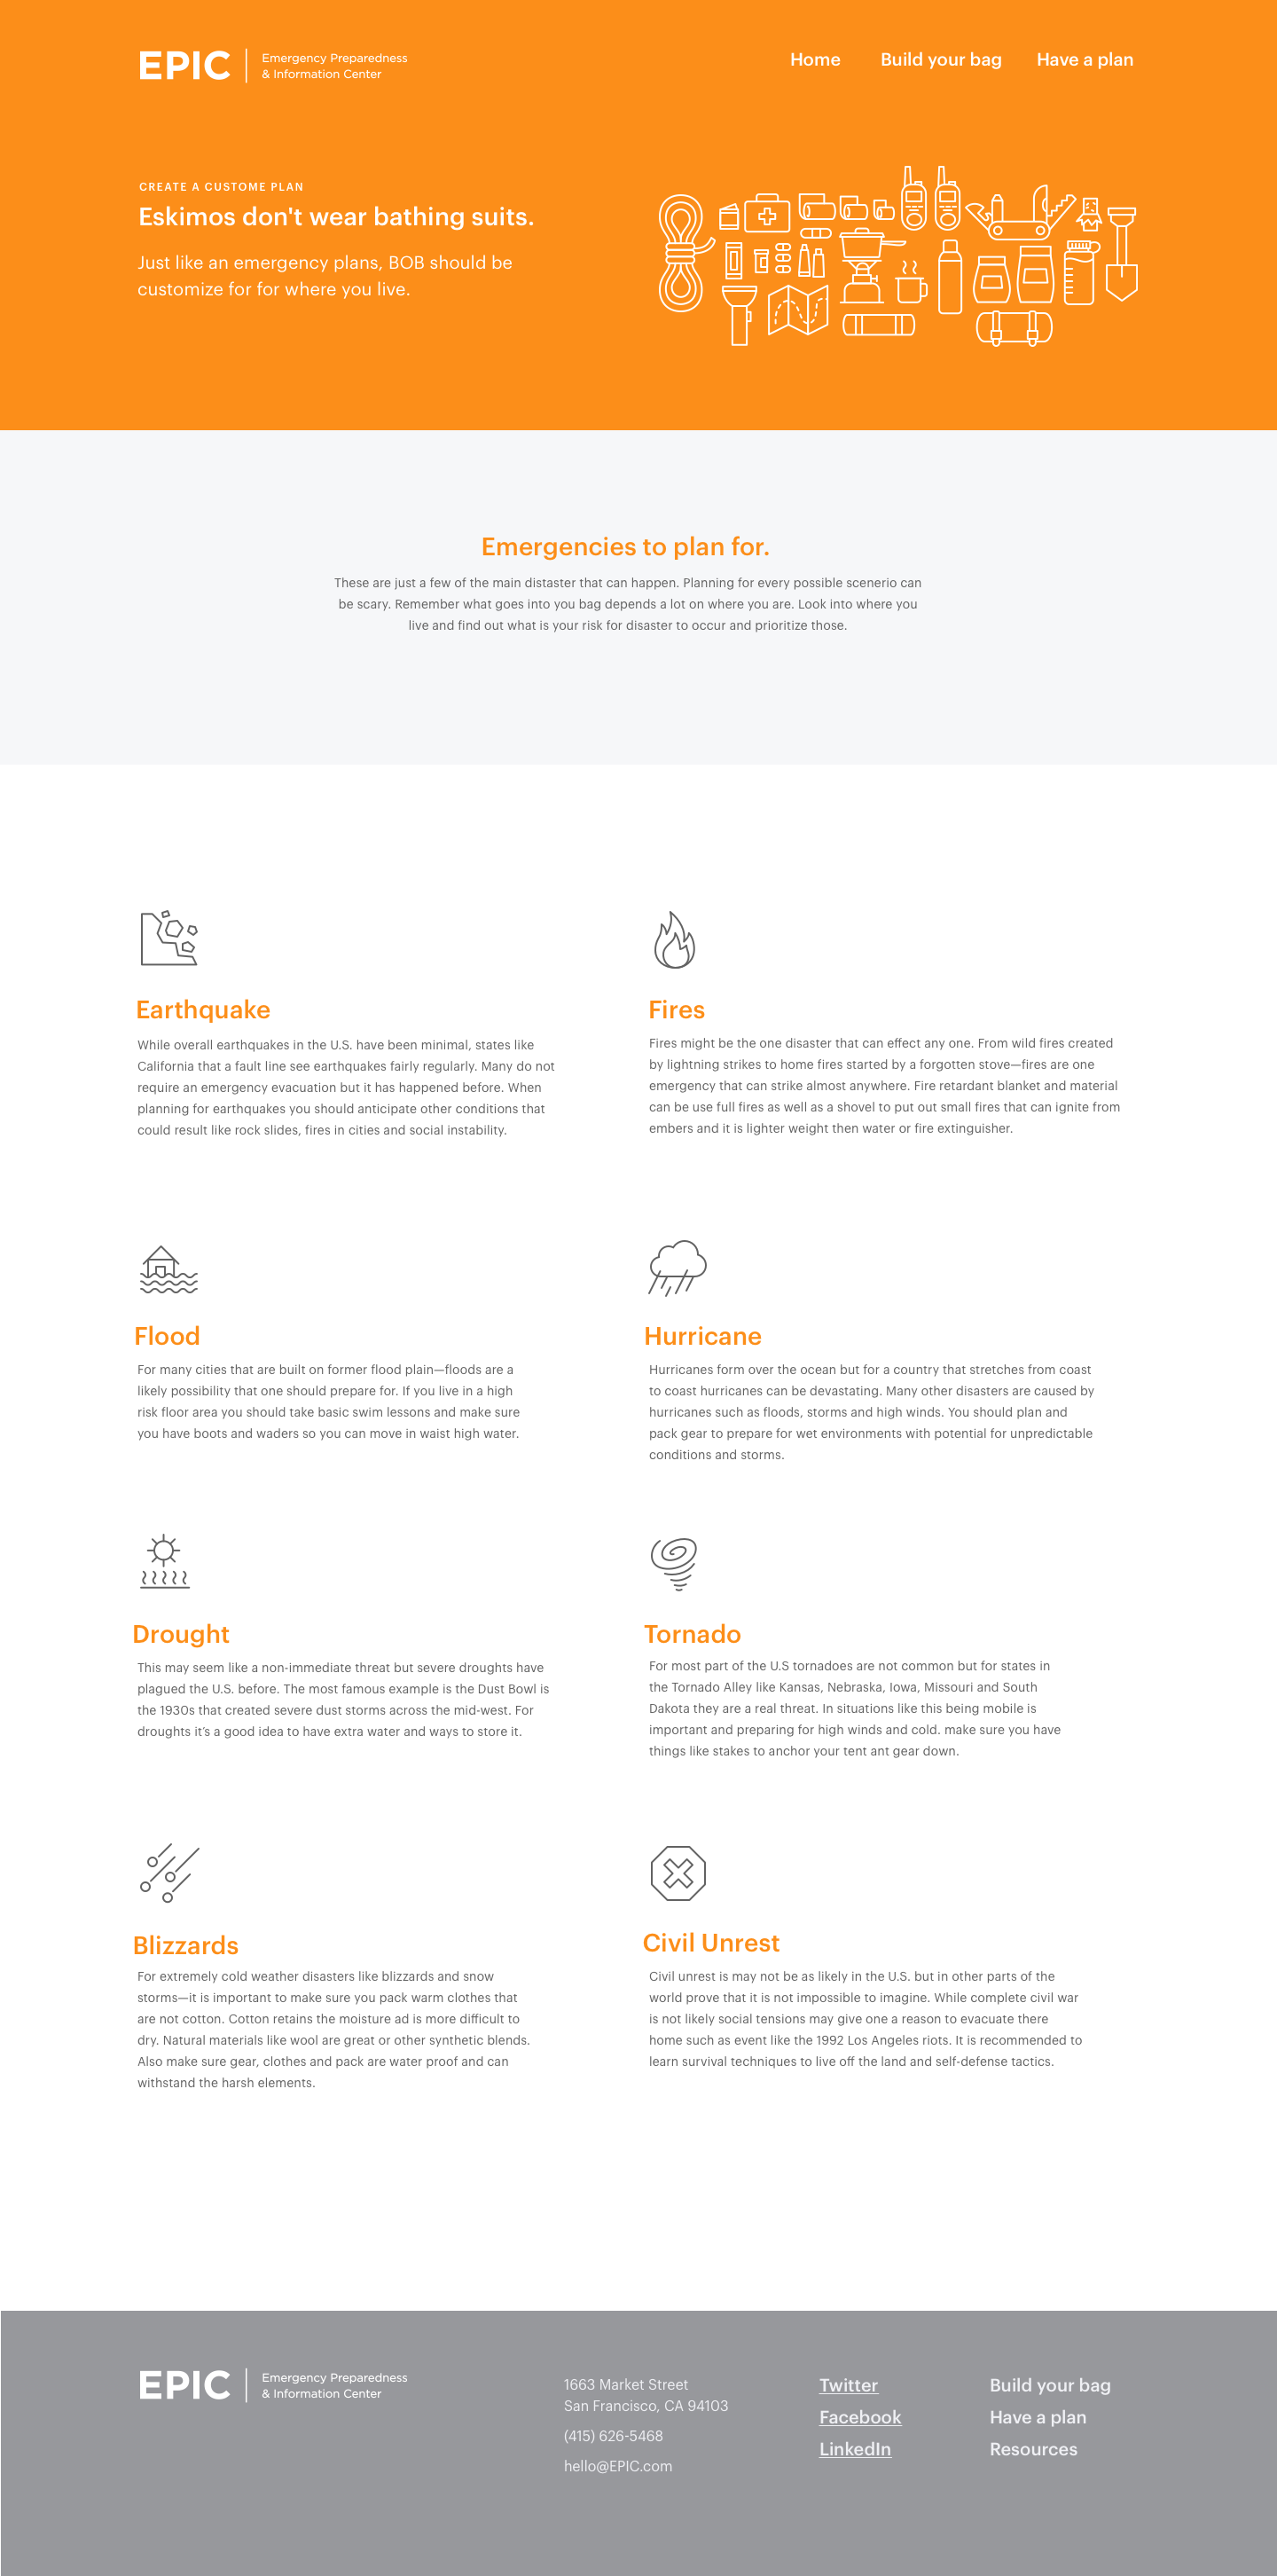 EPIC
Emergency Preparedness
& Information Center
Home
Build your bag
Have a plan
CREATE A CUSTOME PLAN
Eskimos don't wear bathing suits.
Just like an emergency plans, BOB should be
customize for for where you live.
Emergencies to plan for.
These are just a few of the main distaster that can happen. Planning for every possible scenerio can
be scary. Remember what goes into you bag depends a lot on where you are. Look into where you
live and find out what is your risk for disaster to occur and prioritize those.
Earthquake
While overall earthquakes in the U.S. have been minimal, states like
California that a fault line see earthquakes fairly regularly. Many do not
require an emergency evacuation but it has happened before. When
planning for earthquakes you should anticipate other conditions that
could result like rock slides, fires in cities and social instability.
Fires
Fires might be the one disaster that can effect any one. From wild fires created
by lightning strikes to home fires started by a forgotten stove—fires are one
emergency that can strike almost anywhere. Fire retardant blanket and material
can be use full fires as well as a shovel to put out small fires that can ignite from
embers and it is lighter weight then water or fire extinguisher.
Flood
For many cities that are built on former flood plain—floods are a
likely possibility that one should prepare for. If you live in a high
risk floor area you should take basic swim lessons and make sure
you have boots and waders so you can move in waist high water.
Hurricane
Hurricanes form over the ocean but for a country that stretches from coast
to coast hurricanes can be devastating. Many other disasters are caused by
hurricanes such as floods, storms and high winds. You should plan and
pack gear to prepare for wet environments with potential for unpredictable
conditions and storms.
Drought
This may seem like a non-immediate threat but severe droughts have
plagued the U.S. before. The most famous example is the Dust Bowl is
the 1930s that created severe dust storms across the mid-west. For
droughts it's a good idea to have extra water and ways to store it.
Tornado
For most part of the U.S tornadoes are not common but for states in
the Tornado Alley like Kansas, Nebraska, Iowa, Missouri and South
Dakota they are a real threat. In situations like this being mobile is
important and preparing for high winds and cold. make sure you have
things like stakes to anchor your tent ant gear down.
Blizzards
For extremely cold weather disasters like blizzards and snow
storms—it is important to make sure you pack warm clothes that
are not cotton. Cotton retains the moisture ad is more difficult to
dry. Natural materials like wool are great or other synthetic blends.
Also make sure gear, clothes and pack are water proof and can
withstand the harsh elements.
Civil Unrest
Civil unrest is may not be as likely in the U.S. but in other parts of the
world prove that it is not impossible to imagine. While complete civil war
is not likely social tensions may give one a reason to evacuate there
home such as event like the 1992 Los Angeles riots. It is recommended to
learn survival techniques to live off the land and self-defense tactics.
EPIC
Emergency Preparedness
& Information Center
1663 Market Street
San Francisco, CA 94103
(415) 626-5468
hello@EPIC.com
Twitter
Facebook
LinkedIn
Build your bag
Have a plan
Resources